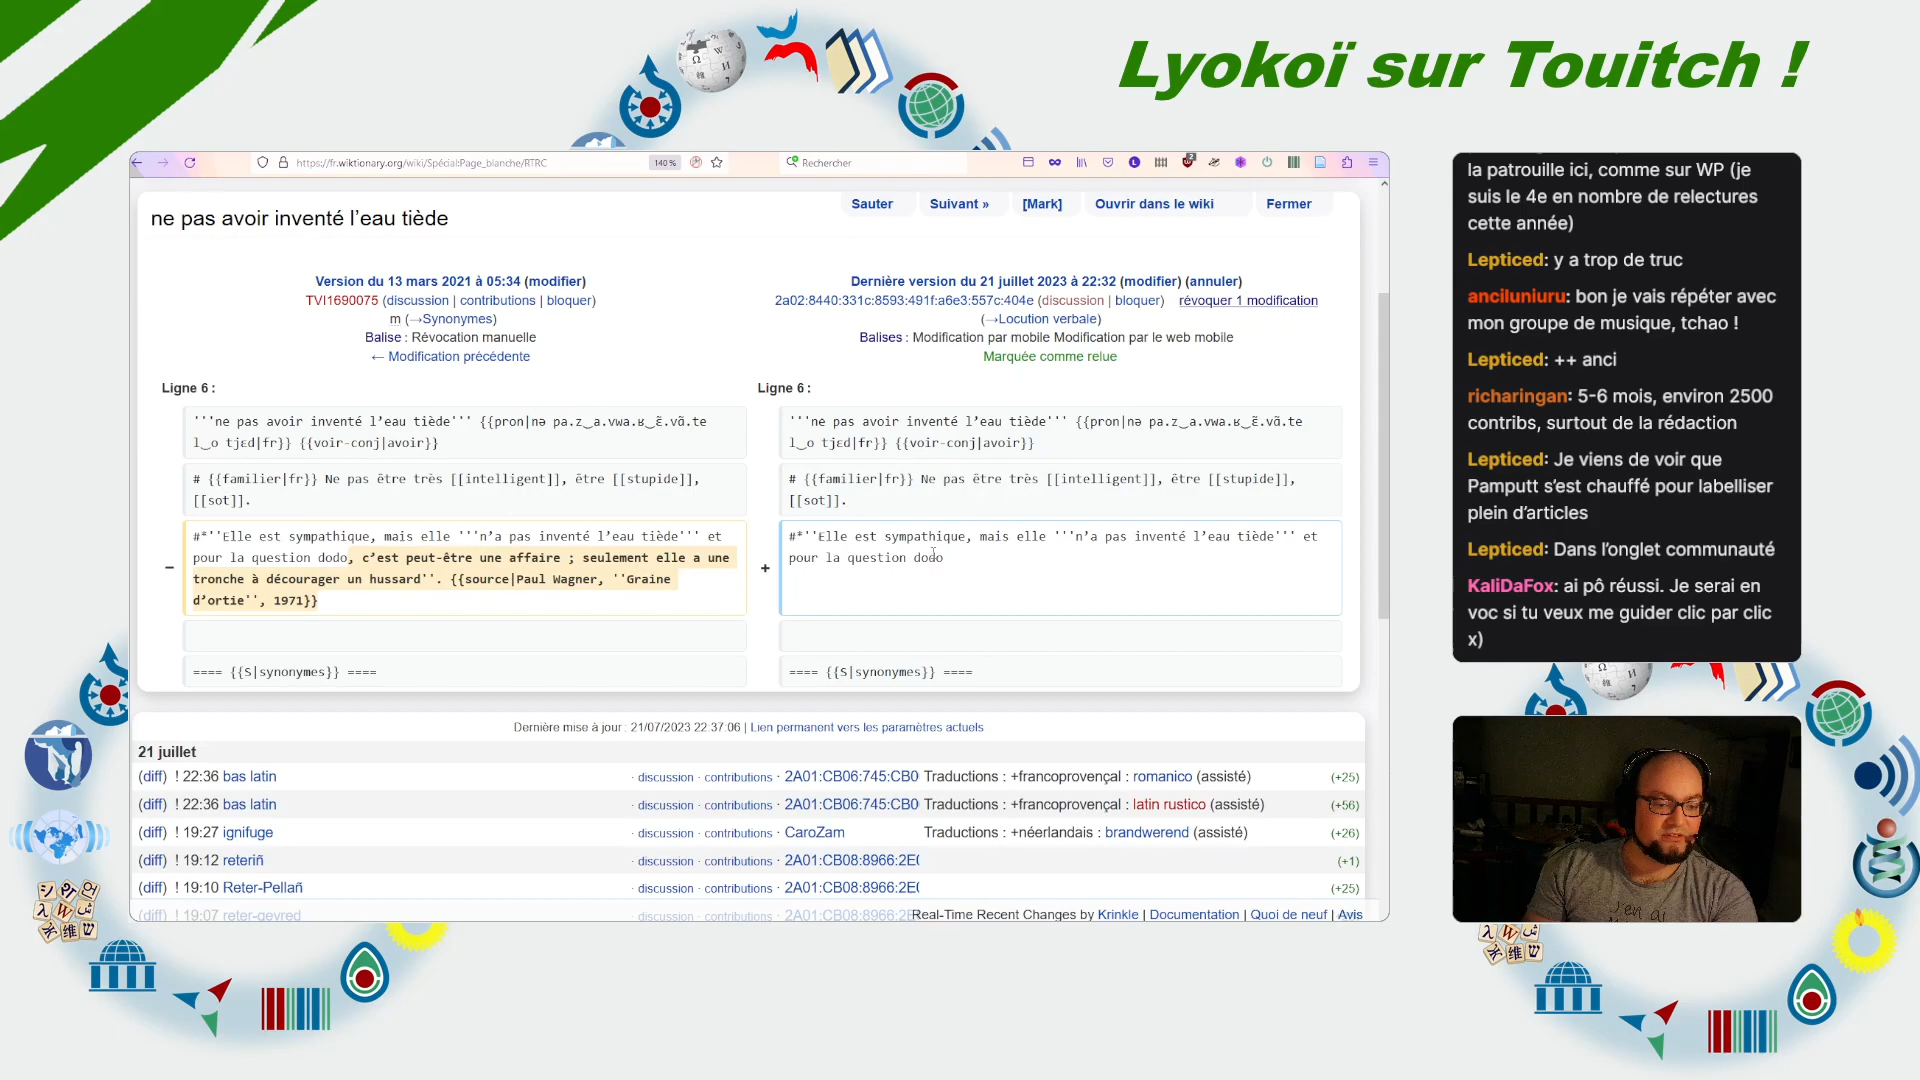 Lyokoï sur Touitch !
https://fr.wiktionary.org/wiki/Spécial:Page_blanche/RTRC
140 %
Rechercher
ne pas avoir inventé l’eau tiède
Sauter
Suivant »
[Mark]
Ouvrir dans le wiki
Fermer
Version du 13 mars 2021 à 05:34 (modifier)
TVI1690075 (discussion | contributions | bloquer)
m (→Synonymes)
Balise : Révocation manuelle
← Modification précédente
Dernière version du 21 juillet 2023 à 22:32 (modifier) (annuler)
2a02:8440:331c:8593:491f:a6e3:557c:404e (discussion | bloquer) révoquer 1 modification
(→Locution verbale)
Balises : Modification par mobile Modification par le web mobile
Marquée comme relue
Ligne 6 :
'''ne pas avoir inventé l’eau tiède''' {{pron|nə pa.z‿a.vwa.ʁ‿ɛ̃.vɑ̃.te
l‿o tjɛd|fr}} {{voir-conj|avoir}}
# {{familier|fr}} Ne pas être très [[intelligent]], être [[stupide]],
[[sot]].
− #*''Elle est sympathique, mais elle '''n’a pas inventé l’eau tiède''' et
pour la question dodo, c’est peut-être une affaire ; seulement elle a une
tronche à décourager un hussard''. {{source|Paul Wagner, ''Graine
d’ortie'', 1971}}
==== {{S|synonymes}} ====
Ligne 6 :
'''ne pas avoir inventé l’eau tiède''' {{pron|nə pa.z‿a.vwa.ʁ‿ɛ̃.vɑ̃.te
l‿o tjɛd|fr}} {{voir-conj|avoir}}
# {{familier|fr}} Ne pas être très [[intelligent]], être [[stupide]],
[[sot]].
+ #*''Elle est sympathique, mais elle '''n’a pas inventé l’eau tiède''' et
pour la question dodo
==== {{S|synonymes}} ====
Dernière mise à jour : 21/07/2023 22:37:06 | Lien permanent vers les paramètres actuels
21 juillet
(diff) ! 22:36 bas latin · discussion · contributions · 2A01:CB06:745:CB0 Traductions : +francoprovençal : romanico (assisté) (+25)
(diff) ! 22:36 bas latin · discussion · contributions · 2A01:CB06:745:CB0 Traductions : +francoprovençal : latin rustico (assisté) (+56)
(diff) ! 19:27 ignifuge · discussion · contributions · CaroZam Traductions : +néerlandais : brandwerend (assisté) (+26)
(diff) ! 19:12 reteriñ · discussion · contributions · 2A01:CB08:8966:2E( (+1)
(diff) ! 19:10 Reter-Pellañ · discussion · contributions · 2A01:CB08:8966:2E( (+25)
(diff) ! 19:07 reter-gevred · discussion · contributions · 2A01:CB08:8966:2E
Real-Time Recent Changes by Krinkle | Documentation | Quoi de neuf | Avis
la patrouille ici, comme sur WP (je
suis le 4e en nombre de relectures
cette année)
Lepticed: y a trop de truc
anciluniuru: bon je vais répéter avec
mon groupe de musique, tchao !
Lepticed: ++ anci
richaringan: 5-6 mois, environ 2500
contribs, surtout de la rédaction
Lepticed: Je viens de voir que
Pamputt s’est chauffé pour labelliser
plein d’articles
Lepticed: Dans l’onglet communauté
KaliDaFox: ai pô réussi. Je serai en
voc si tu veux me guider clic par clic
x)
J'en ai